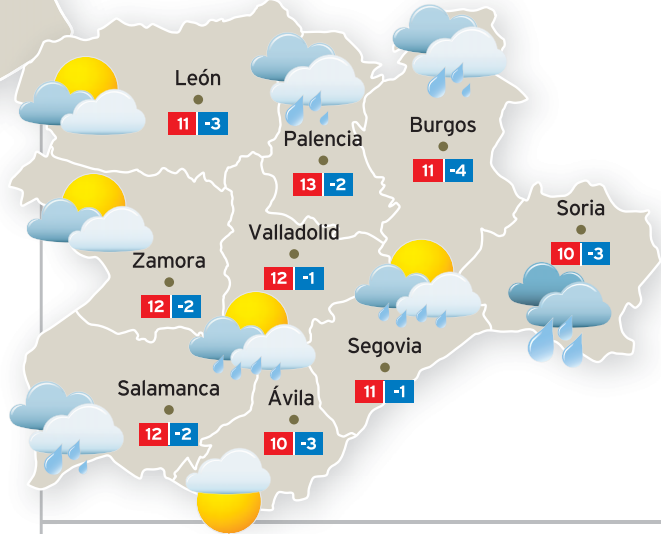 León
11 -3
Palencia
13 -2
Burgos
11 -4
Soria
10 -3
Valladolid
12 -1
Zamora
12 -2
Segovia
11 -1
Salamanca
12 -2
Ávila
10 -3